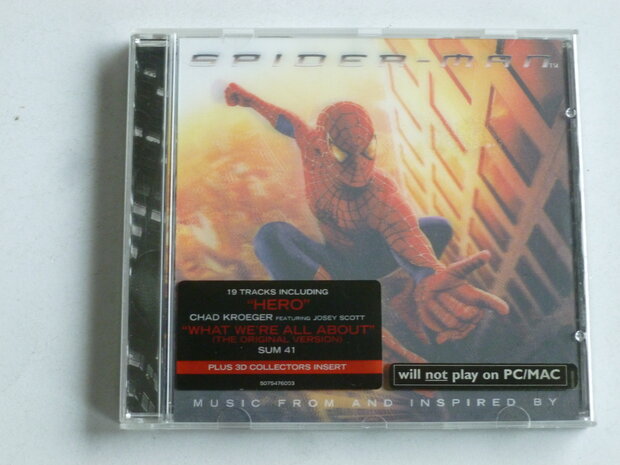 SPIDER-MAN™
19 TRACKS INCLUDING
"HERO"
CHAD KROEGER FEATURING JOSEY SCOTT
"WHAT WE'RE ALL ABOUT"
(THE ORIGINAL VERSION)
SUM 41
PLUS 3D COLLECTORS INSERT
5075476003
will not play on PC/MAC
MUSIC FROM AND INSPIRED BY